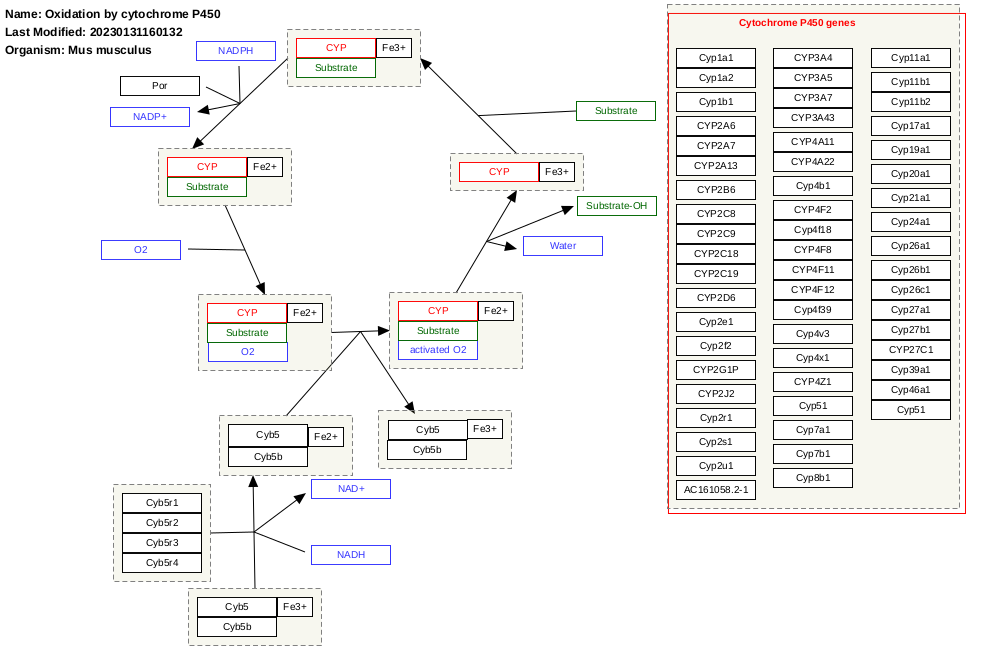 Name: Oxidation by cytochrome P450
Last Modified: 20230131160132
Organism: Mus musculus
NADPH
Por
NADP+
CYP
Fe3+
Substrate
Substrate
CYP
Fe2+
Substrate
CYP
Fe3+
Substrate-OH
Water
O2
CYP
Fe2+
Substrate
O2
CYP
Fe2+
Substrate
activated O2
Cyb5
Fe2+
Cyb5b
Cyb5
Fe3+
Cyb5b
NAD+
Cyb5r1
Cyb5r2
Cyb5r3
Cyb5r4
NADH
Cyb5
Fe3+
Cyb5b
Cytochrome P450 genes
Cyp1a1
Cyp1a2
Cyp1b1
CYP2A6
CYP2A7
CYP2A13
CYP2B6
CYP2C8
CYP2C9
CYP2C18
CYP2C19
CYP2D6
Cyp2e1
Cyp2f2
CYP2G1P
CYP2J2
Cyp2r1
Cyp2s1
Cyp2u1
AC161058.2-1
CYP3A4
CYP3A5
CYP3A7
CYP3A43
CYP4A11
CYP4A22
Cyp4b1
CYP4F2
Cyp4f18
CYP4F8
CYP4F11
CYP4F12
Cyp4f39
Cyp4v3
Cyp4x1
CYP4Z1
Cyp51
Cyp7a1
Cyp7b1
Cyp8b1
Cyp11a1
Cyp11b1
Cyp11b2
Cyp17a1
Cyp19a1
Cyp20a1
Cyp21a1
Cyp24a1
Cyp26a1
Cyp26b1
Cyp26c1
Cyp27a1
Cyp27b1
CYP27C1
Cyp39a1
Cyp46a1
Cyp51